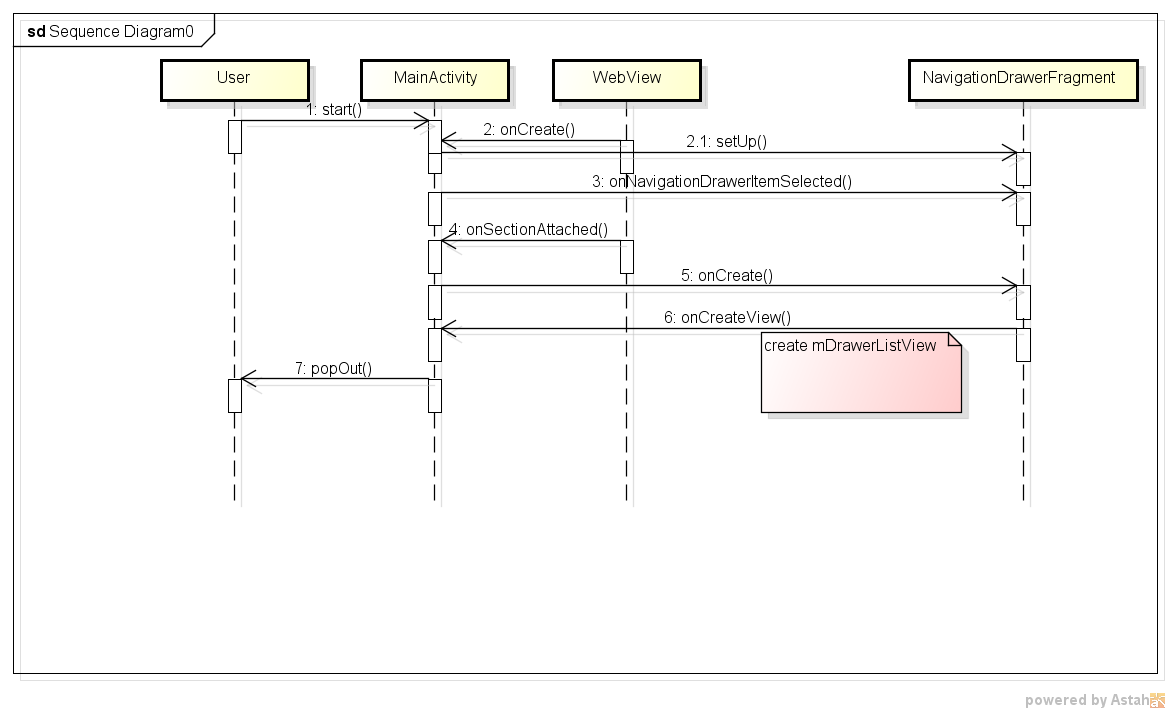 sd Sequence Diagram0
User
MainActivity
WebView
NavigationDrawerFragment
1: start()
2: onCreate()
2.1: setUp()
3: onNavigationDrawerItemSelected()
4: onSectionAttached()
5: onCreate()
6: onCreateView()
create mDrawerListView
7: popOut()
powered by Astah